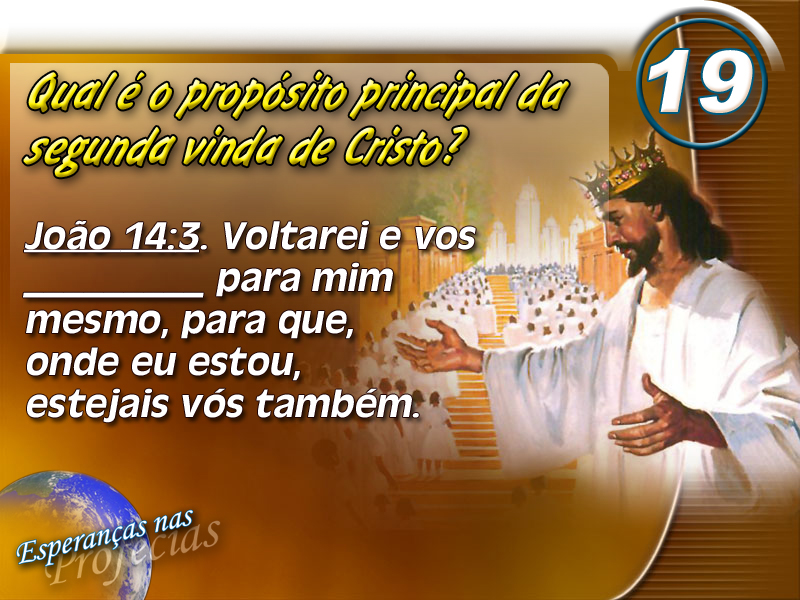 19
Qual é o propósito principal da
segunda vinda de Cristo?
João 14:3. Voltarei e vos
_________ para mim
mesmo, para que,
onde eu estou,
estejais vós também.
Esperanças nas
Profecias